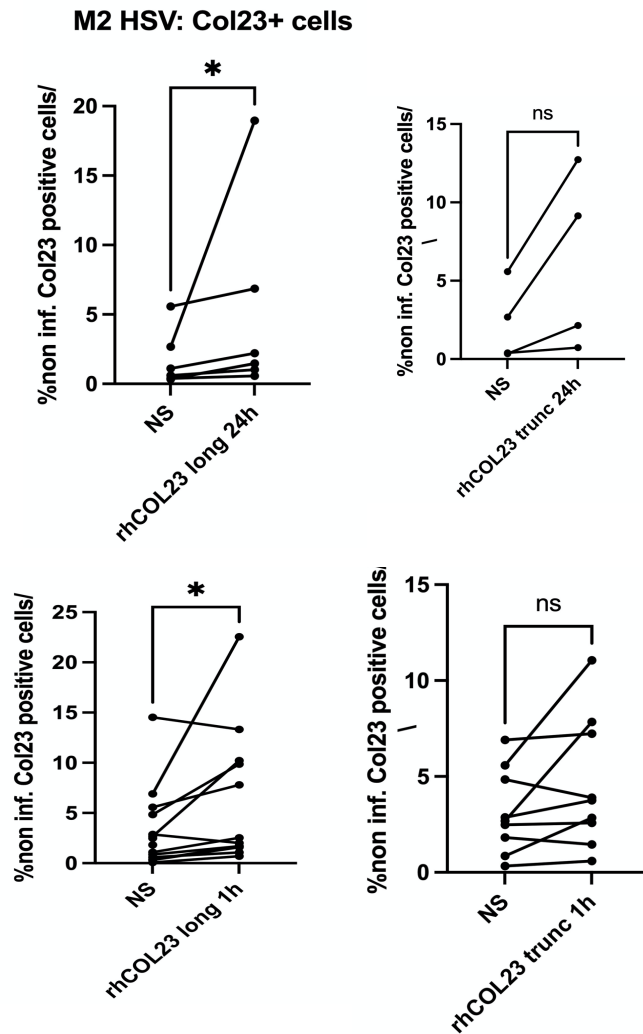 M2 HSV: Col23+ cells
%non inf. Col23 positive cells/
20
15
10
5
0
*
NS
rhCOL23 long 24h
%non inf. Col23 positive cells/
15
10
5
0
ns
NS
rhCOL23 trunc 24h
%non inf. Col23 positive cells/
25
20
15
10
5
0
*
NS
rhCOL23 long 1h
%non inf. Col23 positive cells/
15
10
5
0
ns
NS
rhCOL23 trunc 1h